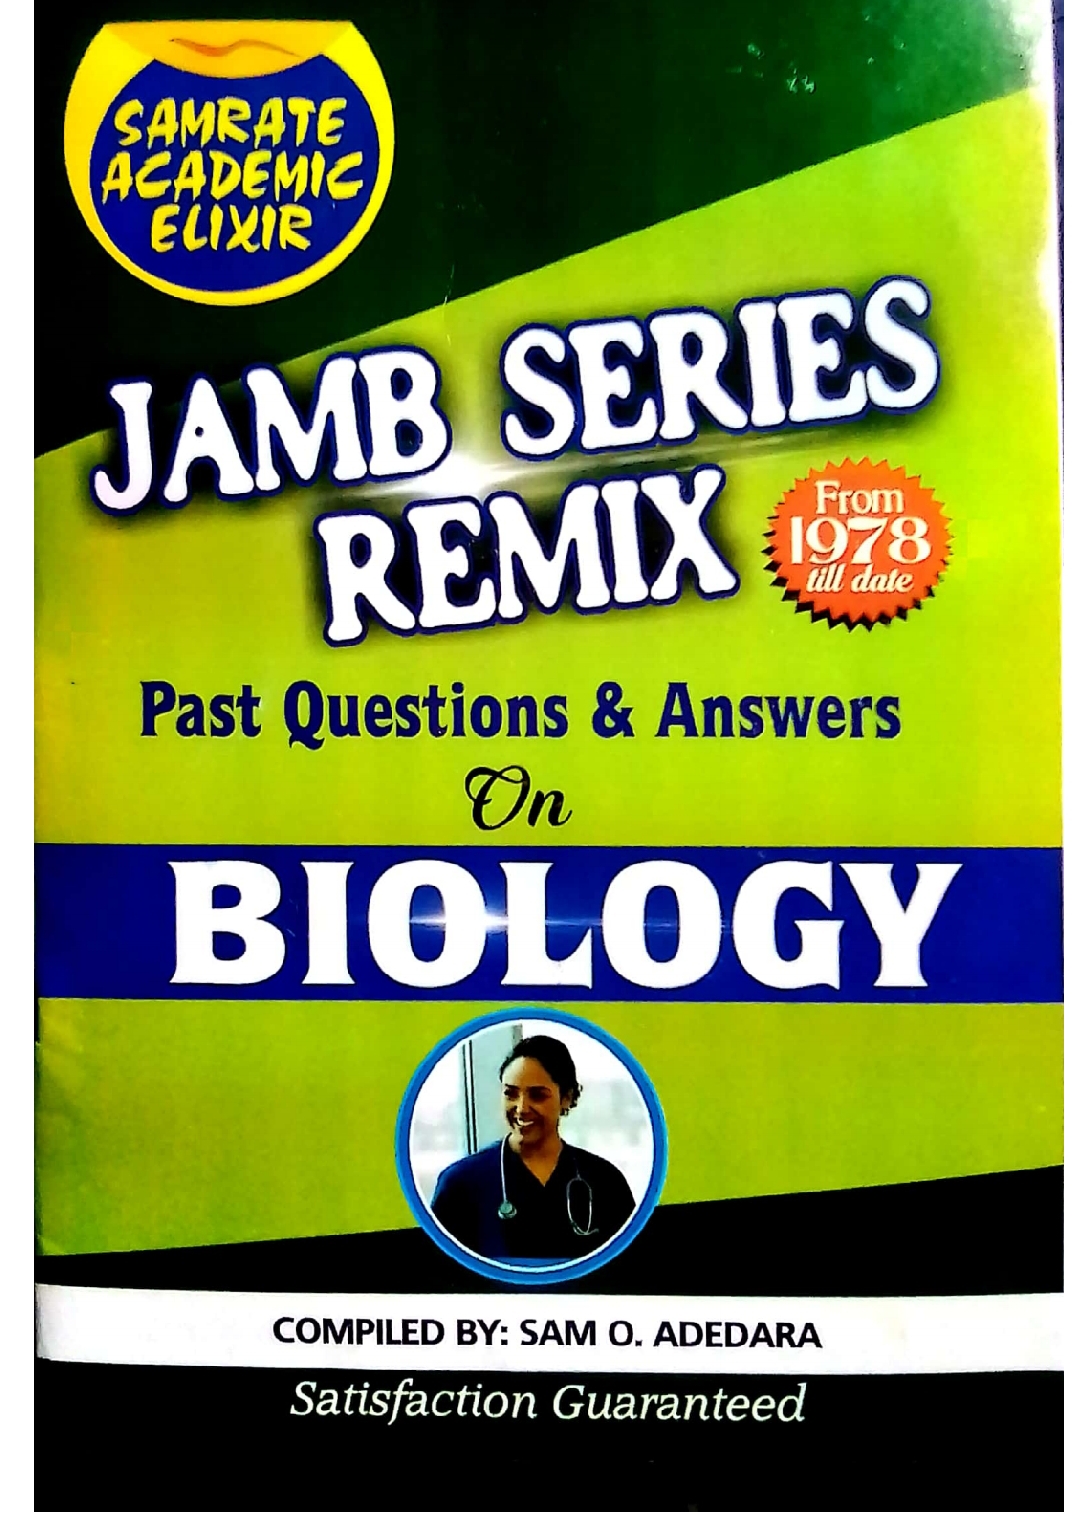 SAMRATE
ACADEMIC
ELIXIR
JAMB SERIES
REMIX
From
1978
till date
Past Questions & Answers
On
BIOLOGY
COMPILED BY: SAM O. ADEDARA
Satisfaction Guaranteed